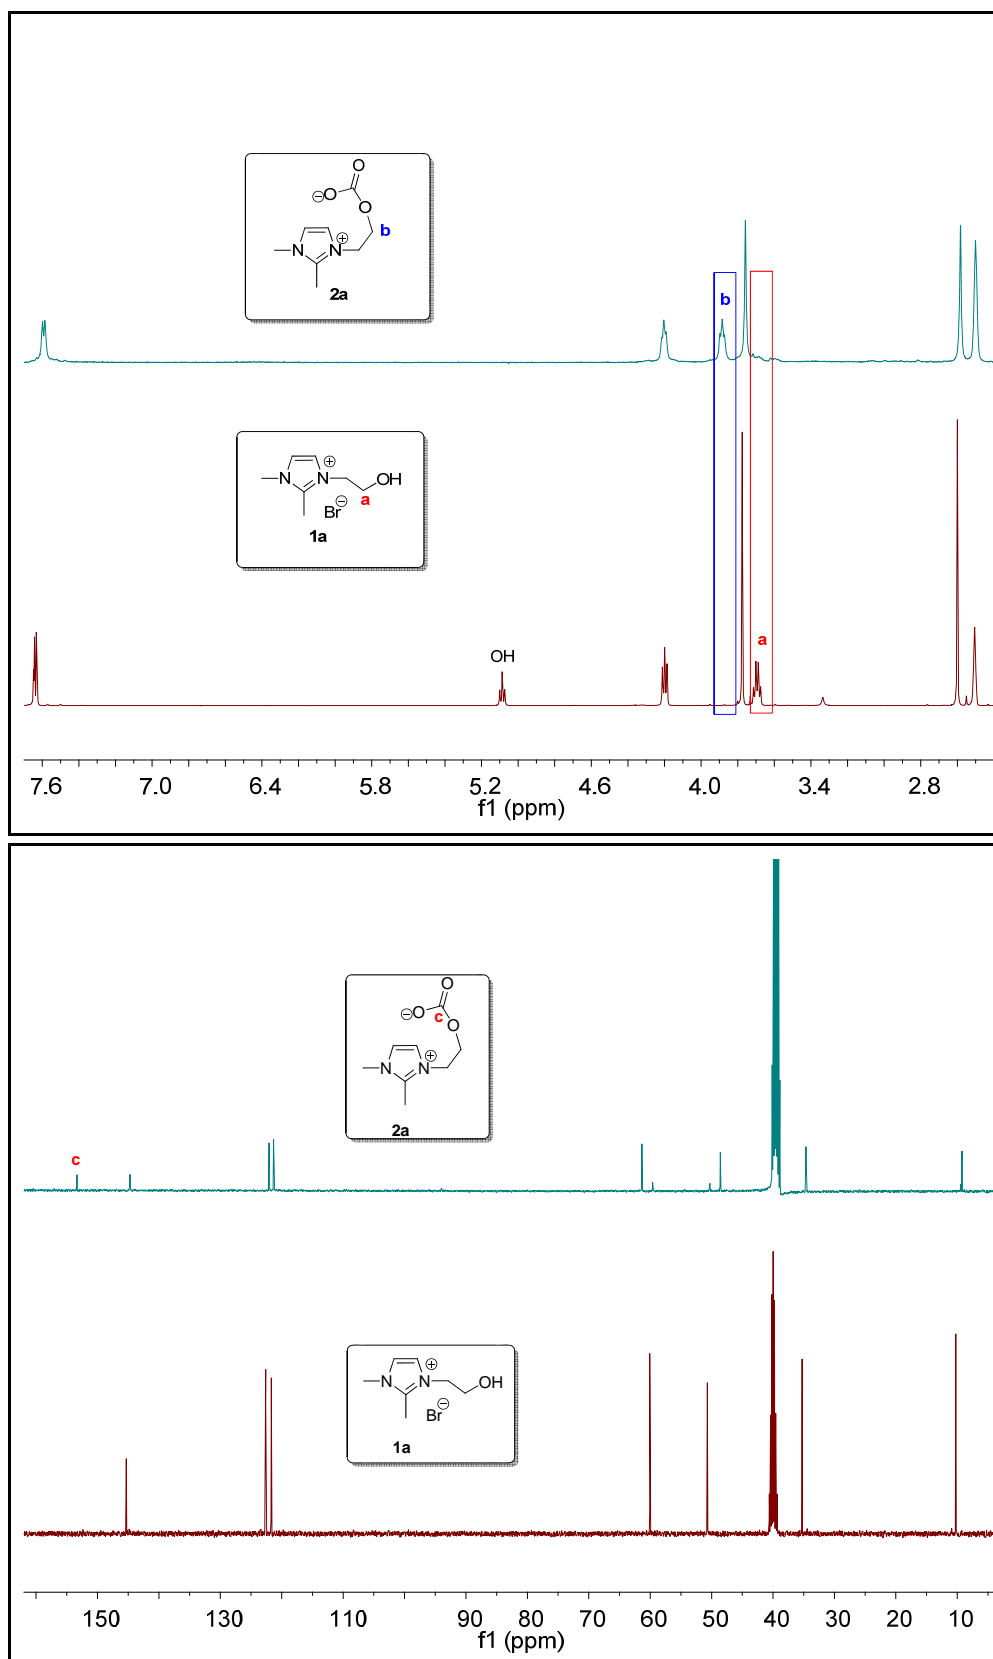 O
⊖O
O
b
N
⊕
N
2a
b
⊕
N
N
OH
a
Br⊖
1a
a
OH
7.6 7.0 6.4 5.8 5.2 4.6 4.0 3.4 2.8
f1 (ppm)
O
⊖O
c
O
N
⊕
N
2a
c
⊕
N
N
OH
Br⊖
1a
150 130 110 90 80 70 60 50 40 30 20 10
f1 (ppm)